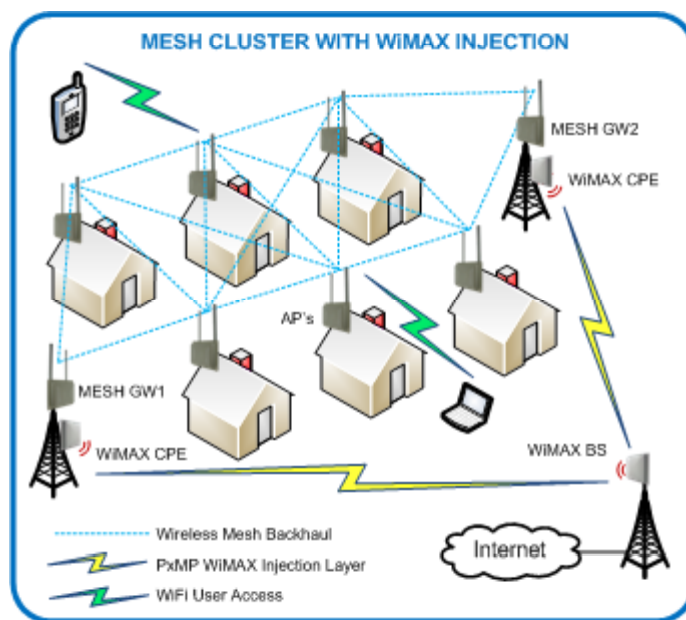 MESH CLUSTER WITH WiMAX INJECTION
MESH GW2
WiMAX CPE
AP's
MESH GW1
WiMAX CPE
WiMAX BS
Internet
Wireless Mesh Backhaul
PxMP WiMAX Injection Layer
WiFi User Access